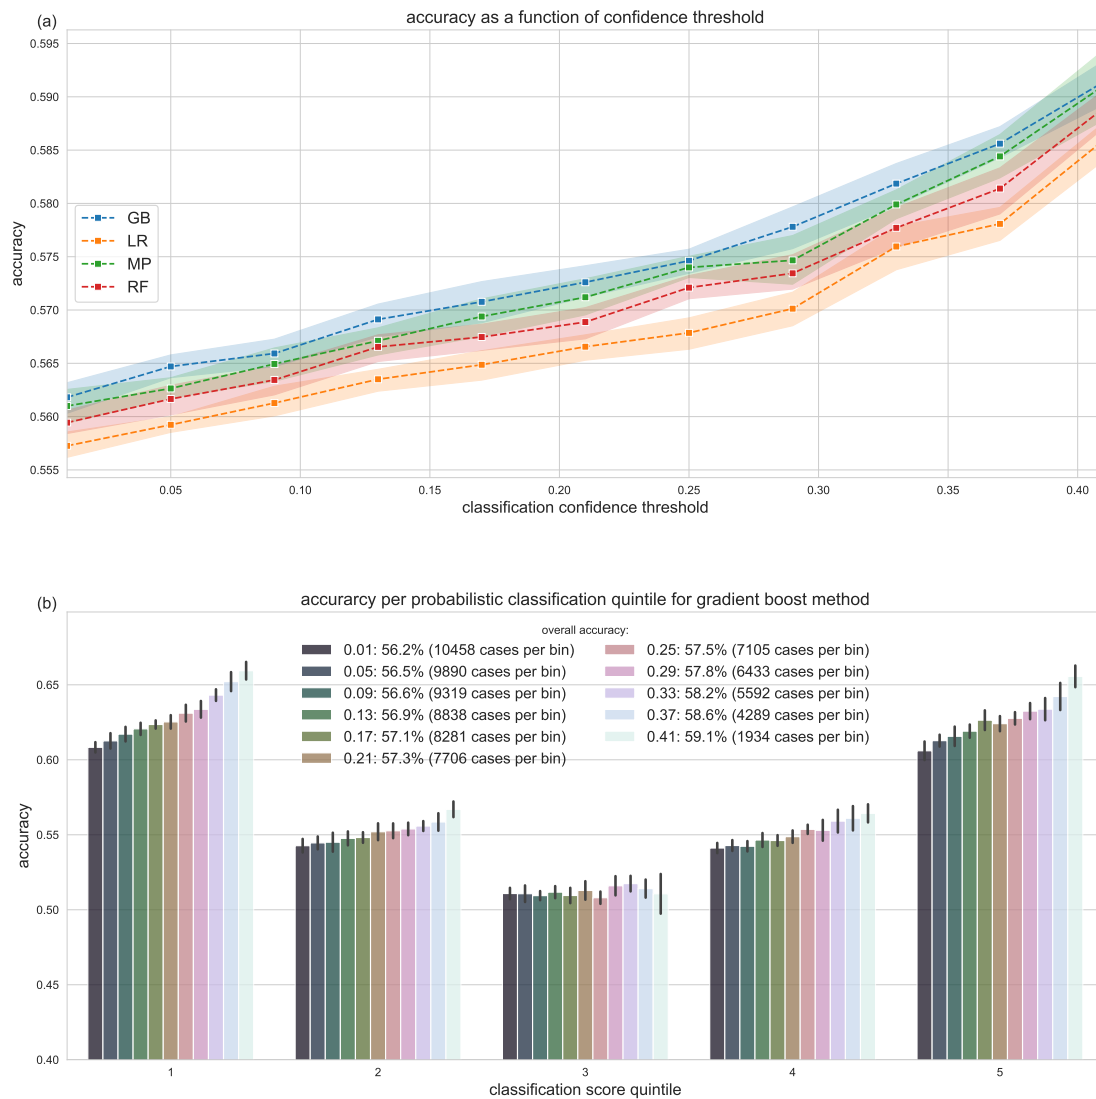 (a)
accuracy as a function of confidence threshold
0.595
0.590
0.585
0.580
0.575
0.570
0.565
0.560
0.555
accuracy
GB
LR
MP
RF
0.05 0.10 0.15 0.20 0.25 0.30 0.35 0.40
classification confidence threshold
(b)
accurarcy per probabilistic classification quintile for gradient boost method
overall accuracy:
0.01: 56.2% (10458 cases per bin)
0.05: 56.5% (9890 cases per bin)
0.09: 56.6% (9319 cases per bin)
0.13: 56.9% (8838 cases per bin)
0.17: 57.1% (8281 cases per bin)
0.21: 57.3% (7706 cases per bin)
0.25: 57.5% (7105 cases per bin)
0.29: 57.8% (6433 cases per bin)
0.33: 58.2% (5592 cases per bin)
0.37: 58.6% (4289 cases per bin)
0.41: 59.1% (1934 cases per bin)
0.65
0.60
0.55
0.50
0.45
0.40
accuracy
1 2 3 4 5
classification score quintile